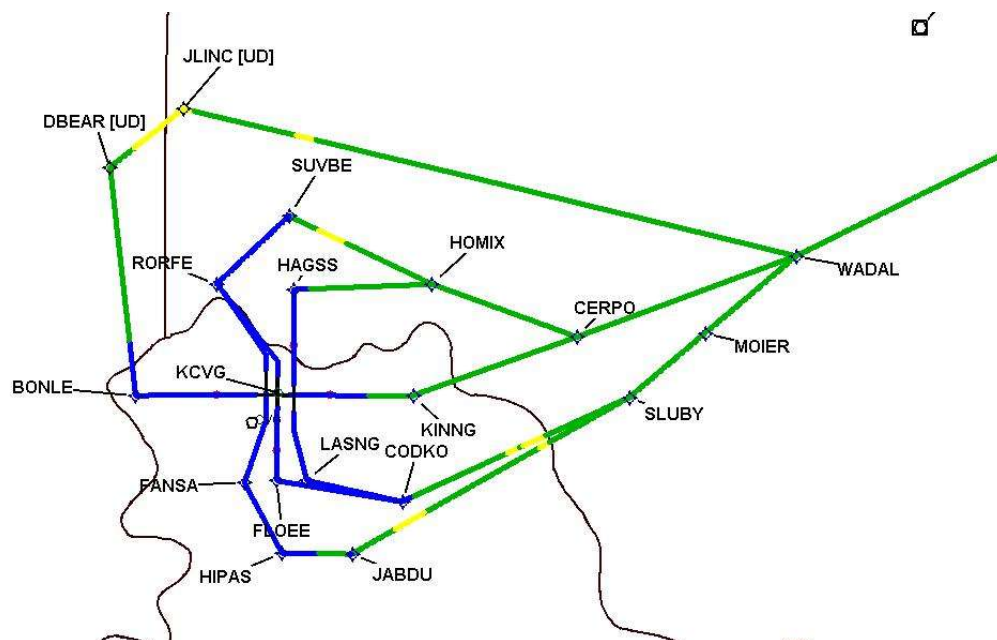 JLINC [UD]
DBEAR [UD]
SUVBE
HOMIX
RORFE
HAGSS
WADAL
CERPO
MOIER
KCVG
BONLE
SLUBY
KINNG
LASNG
CODKO
FANSA
FLOEE
HIPAS
JABDU